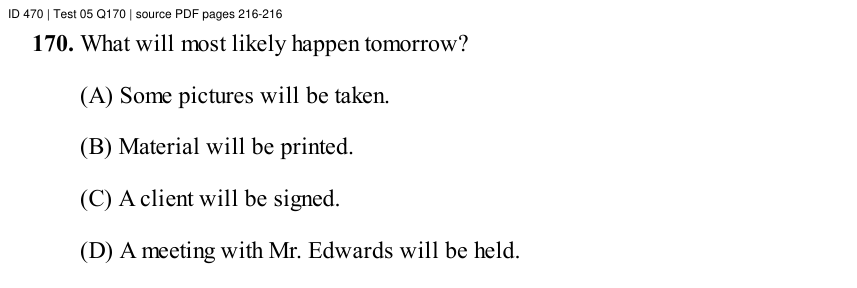 ID 470 | Test 05 Q170 | source PDF pages 216-216
170. What will most likely happen tomorrow?
(A) Some pictures will be taken.
(B) Material will be printed.
(C) A client will be signed.
(D) A meeting with Mr. Edwards will be held.